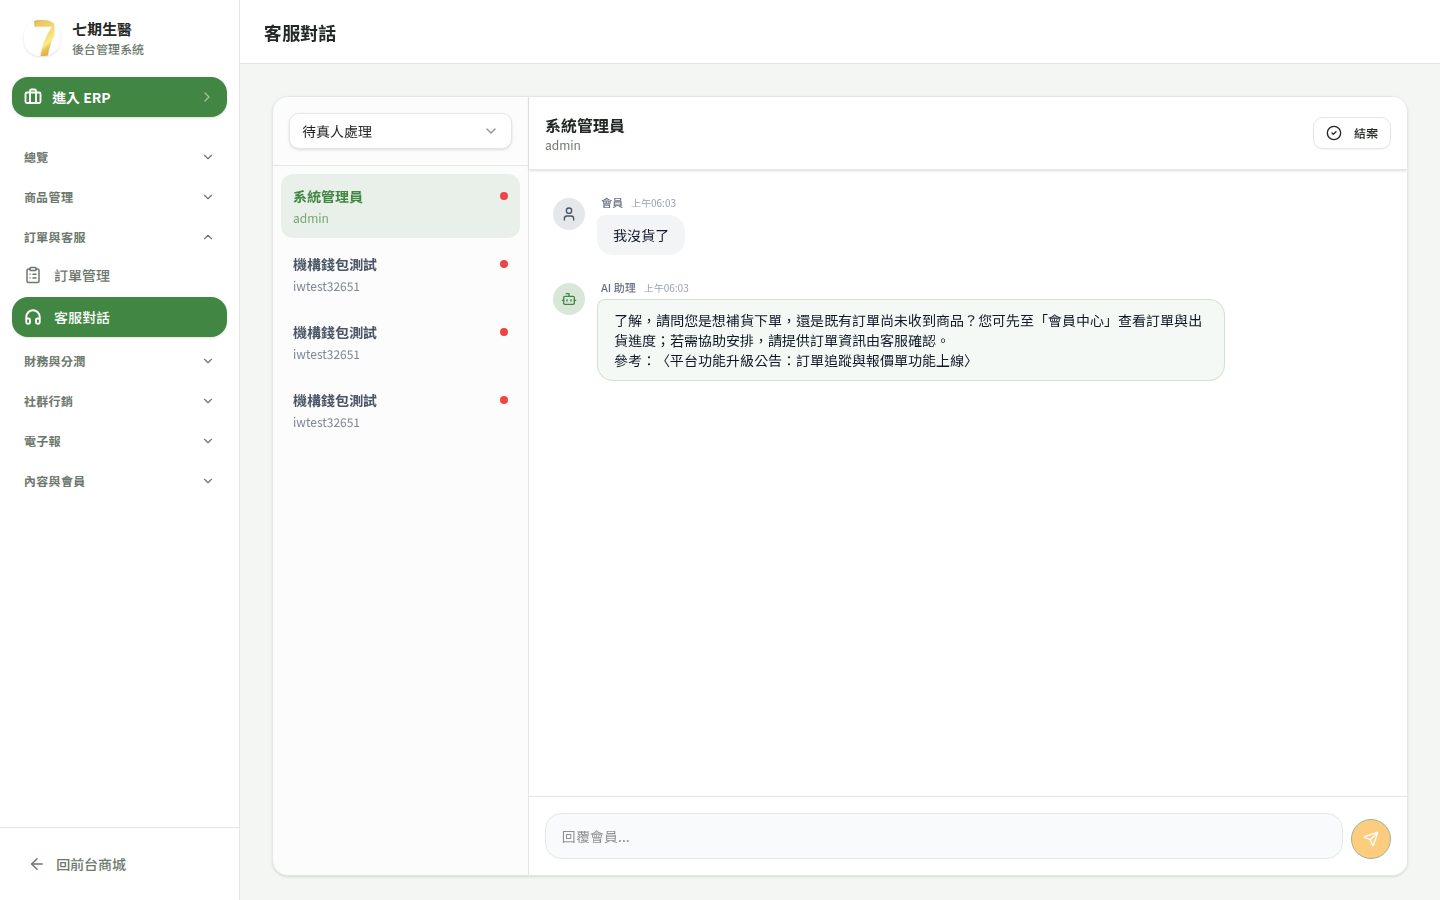 七期生醫
後台管理系統
進入 ERP
總覽
商品管理
訂單與客服
訂單管理
客服對話
財務與分潤
社群行銷
電子報
內容與會員
回前台商城
客服對話
待真人處理
系統管理員
admin
機構錢包測試
iwtest32651
機構錢包測試
iwtest32651
機構錢包測試
iwtest32651
系統管理員
admin
結案
會員 上午06:03
我沒貨了
AI 助理 上午06:03
了解，請問您是想補貨下單，還是既有訂單尚未收到商品？您可先至「會員中心」查看訂單與出
貨進度；若需協助安排，請提供訂單資訊由客服確認。
參考：〈平台功能升級公告：訂單追蹤與報價單功能上線〉
回覆會員...